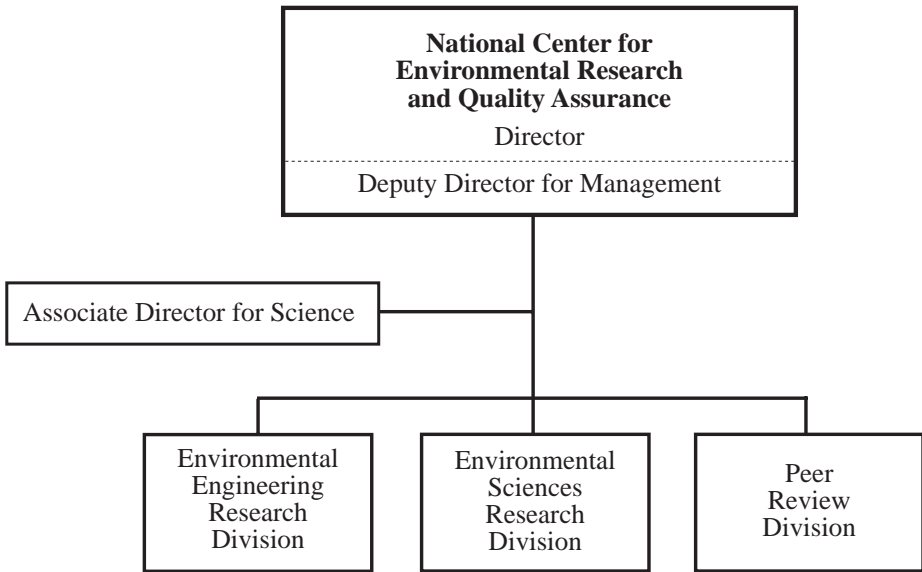 National Center for
Environmental Research
and Quality Assurance
Director
Deputy Director for Management
Associate Director for Science
Environmental
Engineering
Research
Division
Environmental
Sciences
Research
Division
Peer
Review
Division